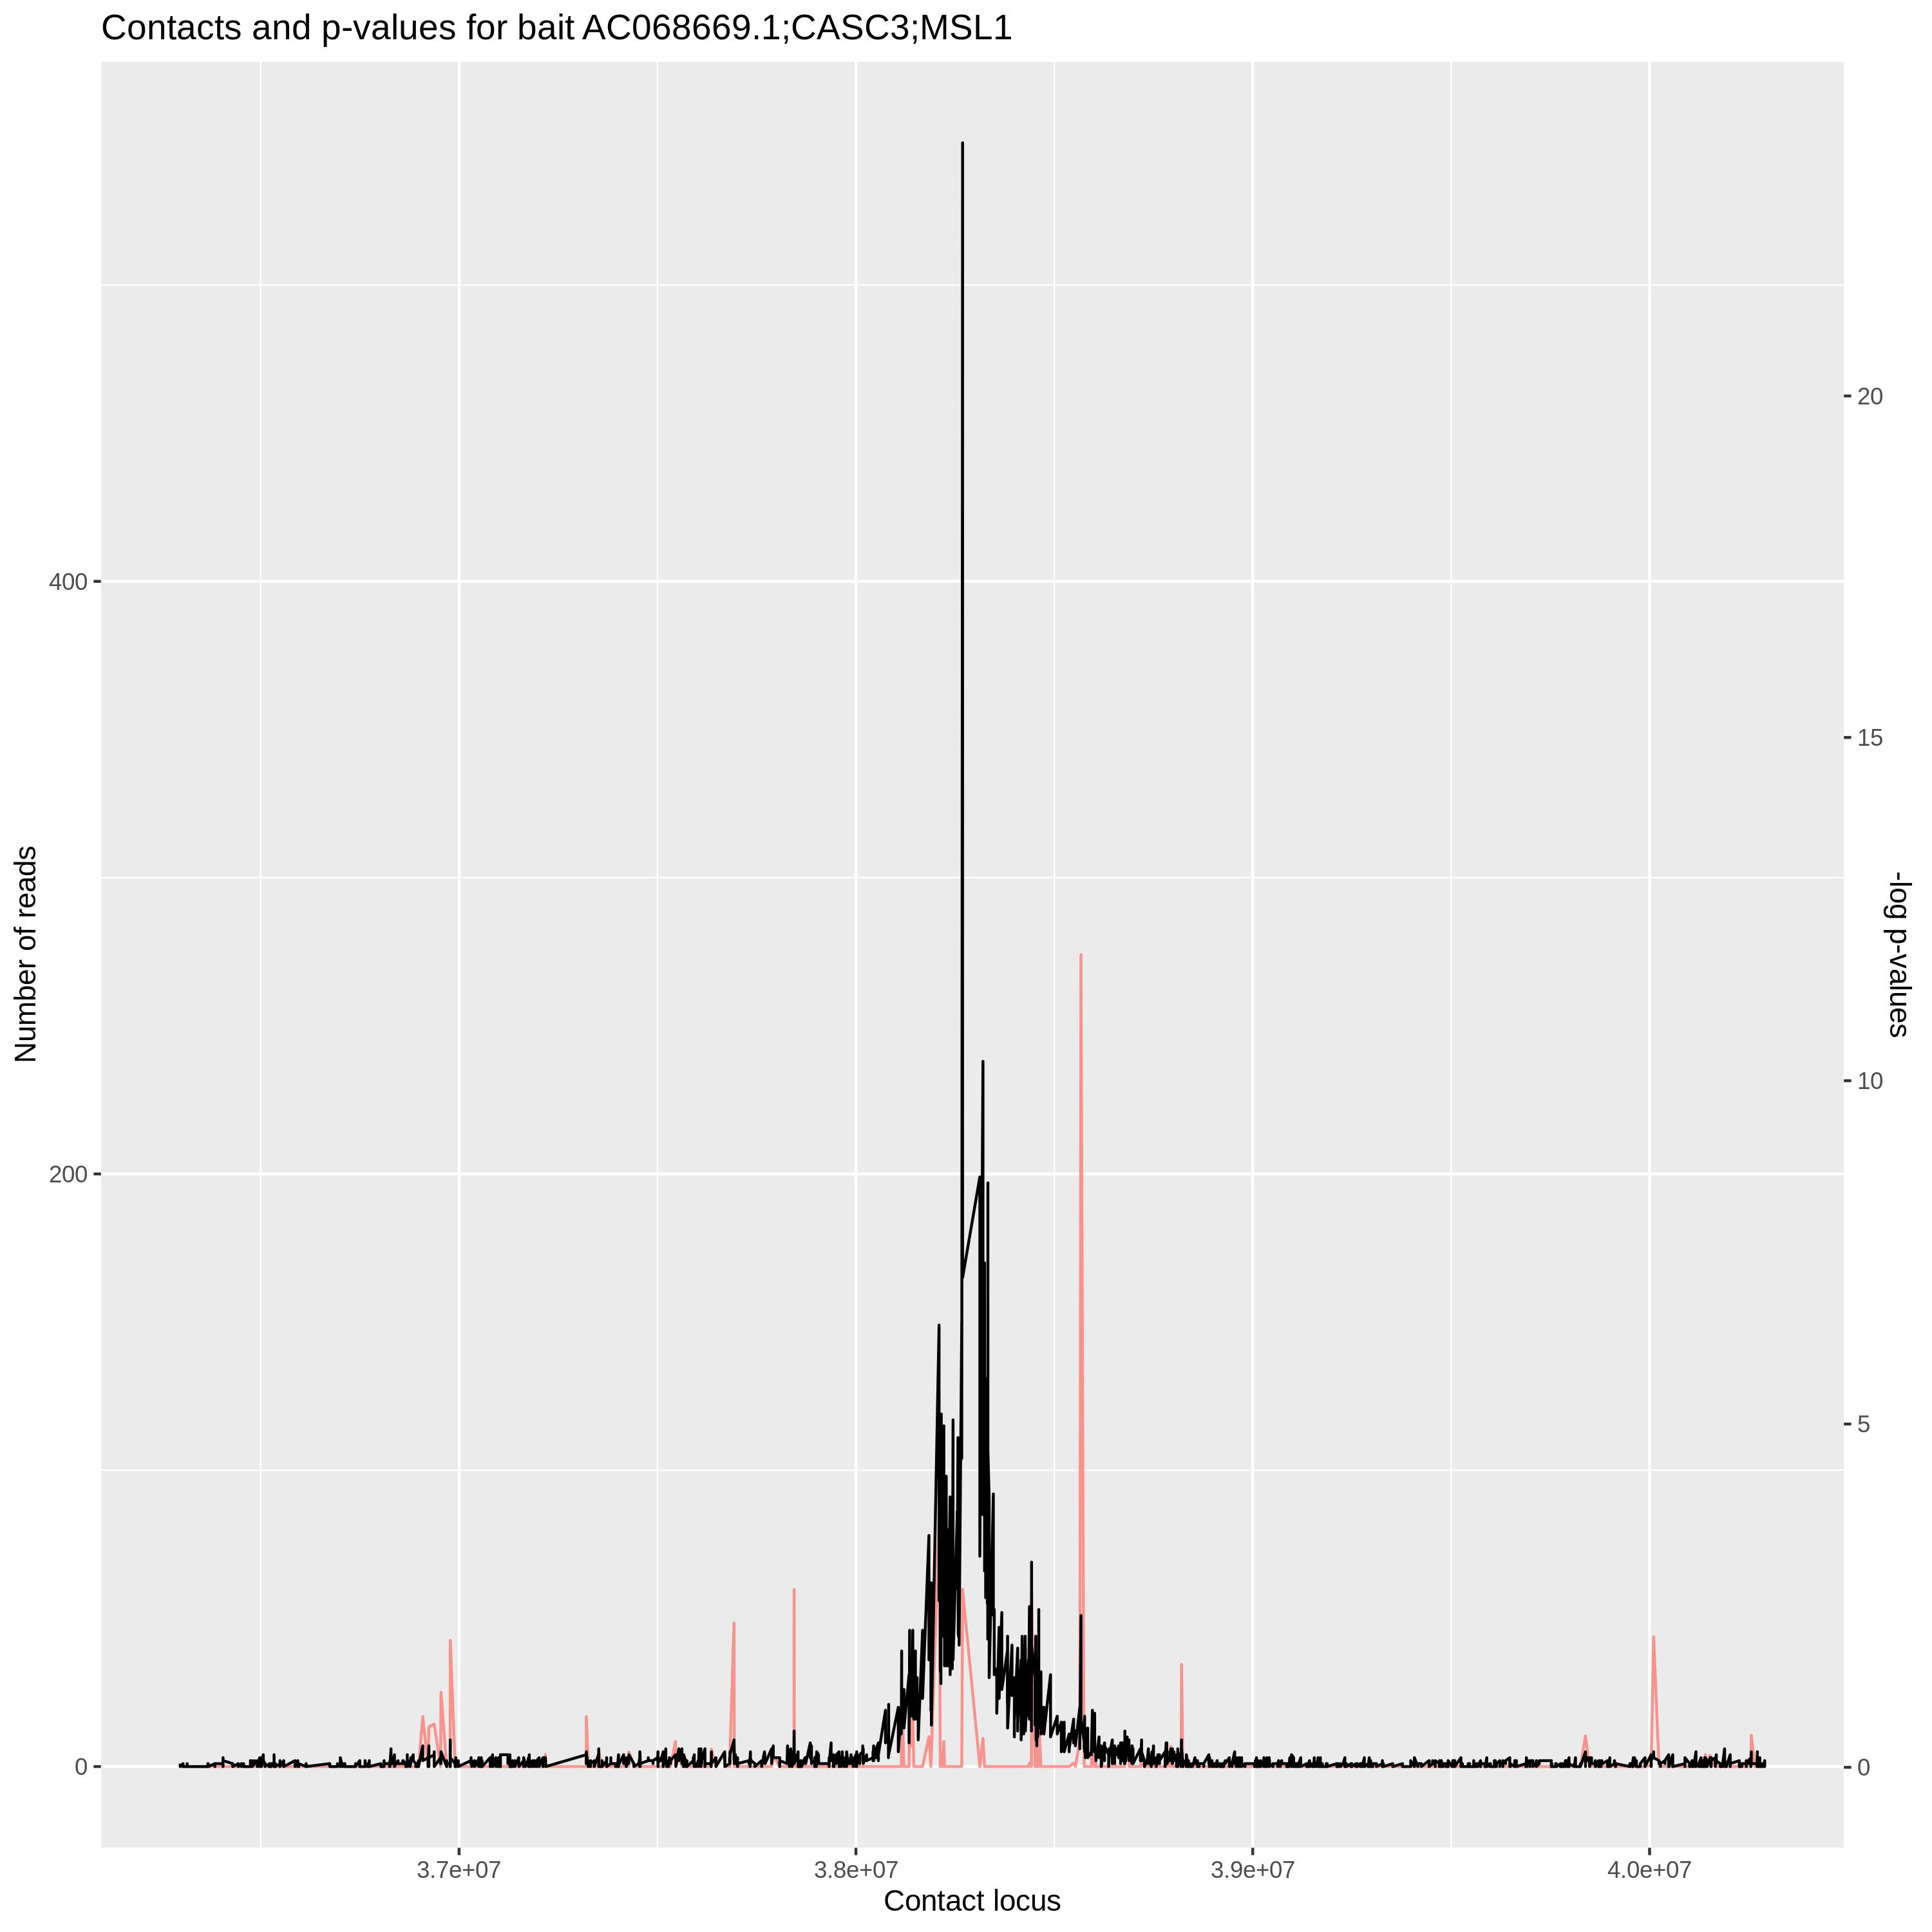 Contacts and p-values for bait AC068669.1;CASC3;MSL1
Number of reads
400
200
0
20
15
10
5
0
-log p-values
3.7e+07
3.8e+07
3.9e+07
4.0e+07
Contact locus